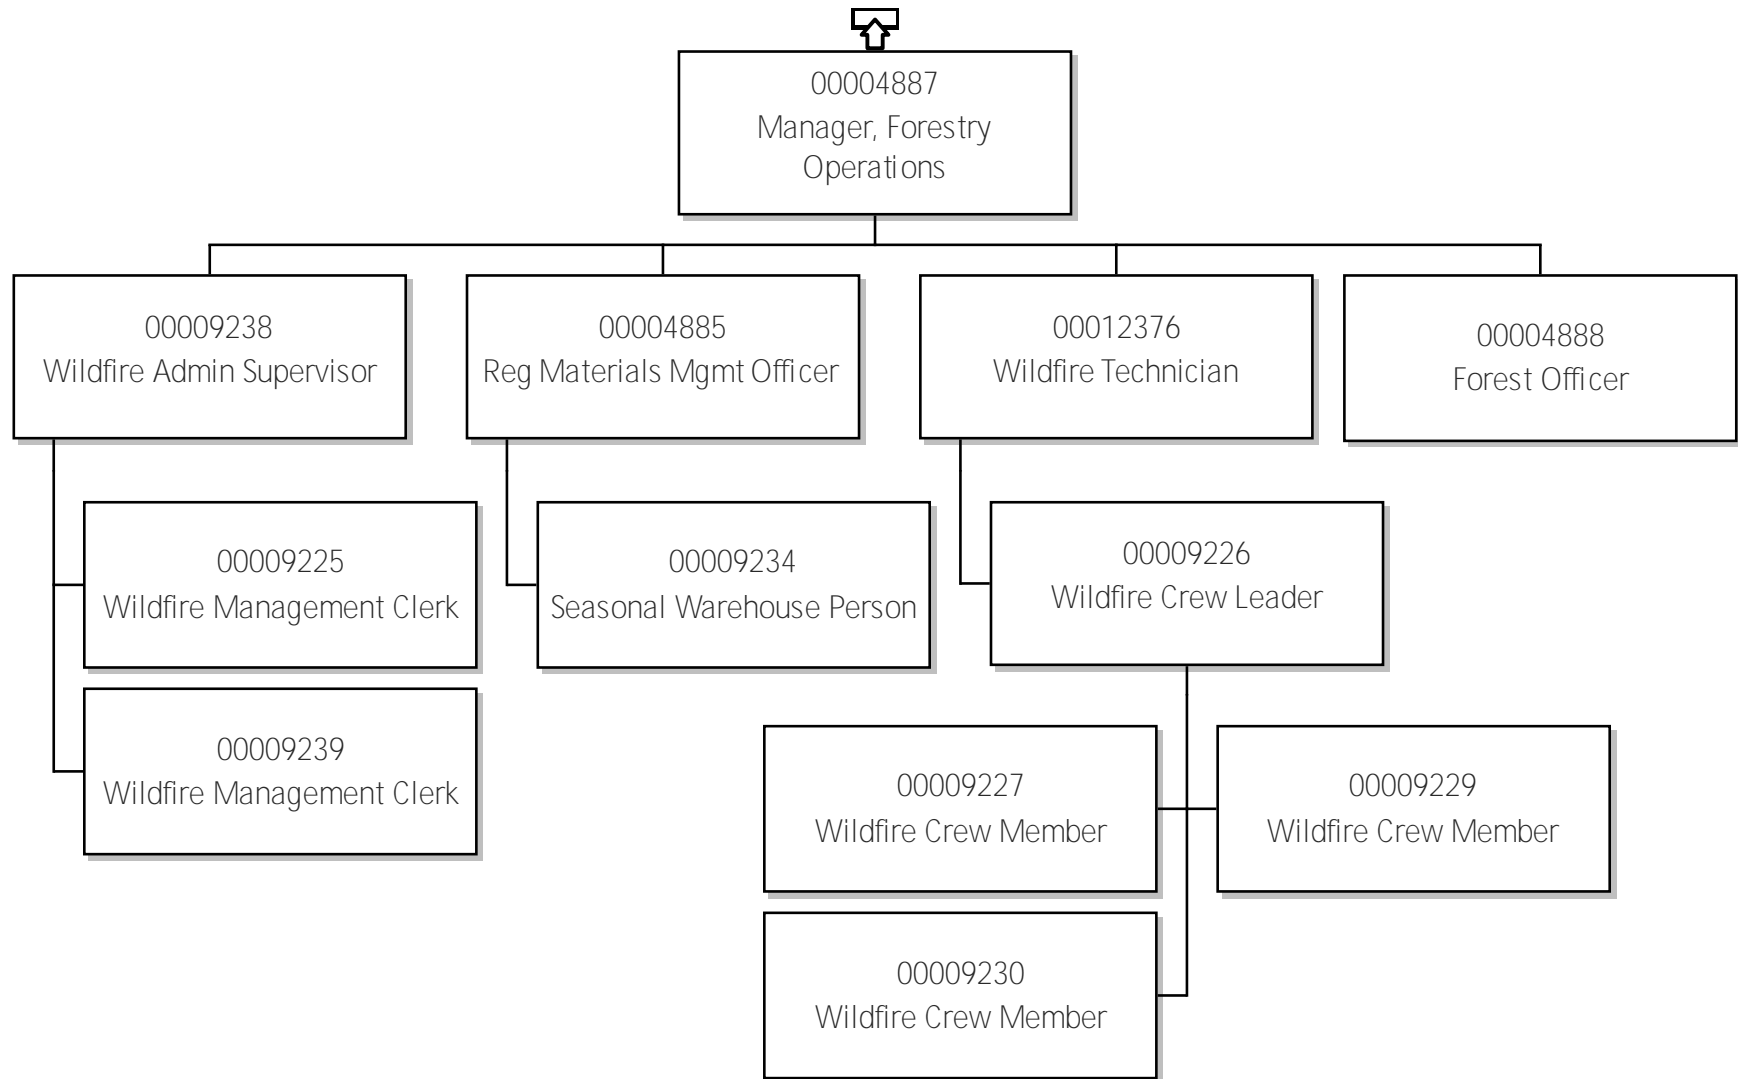 00004887
Manager, Forestry
Operations
00009238
Wildfire Admin Supervisor
00004885
Reg Materials Mgmt Officer
00012376
Wildfire Technician
00004888
Forest Officer
00009225
Wildfire Management Clerk
00009234
Seasonal Warehouse Person
00009226
Wildfire Crew Leader
00009239
Wildfire Management Clerk
00009227
Wildfire Crew Member
00009229
Wildfire Crew Member
00009230
Wildfire Crew Member